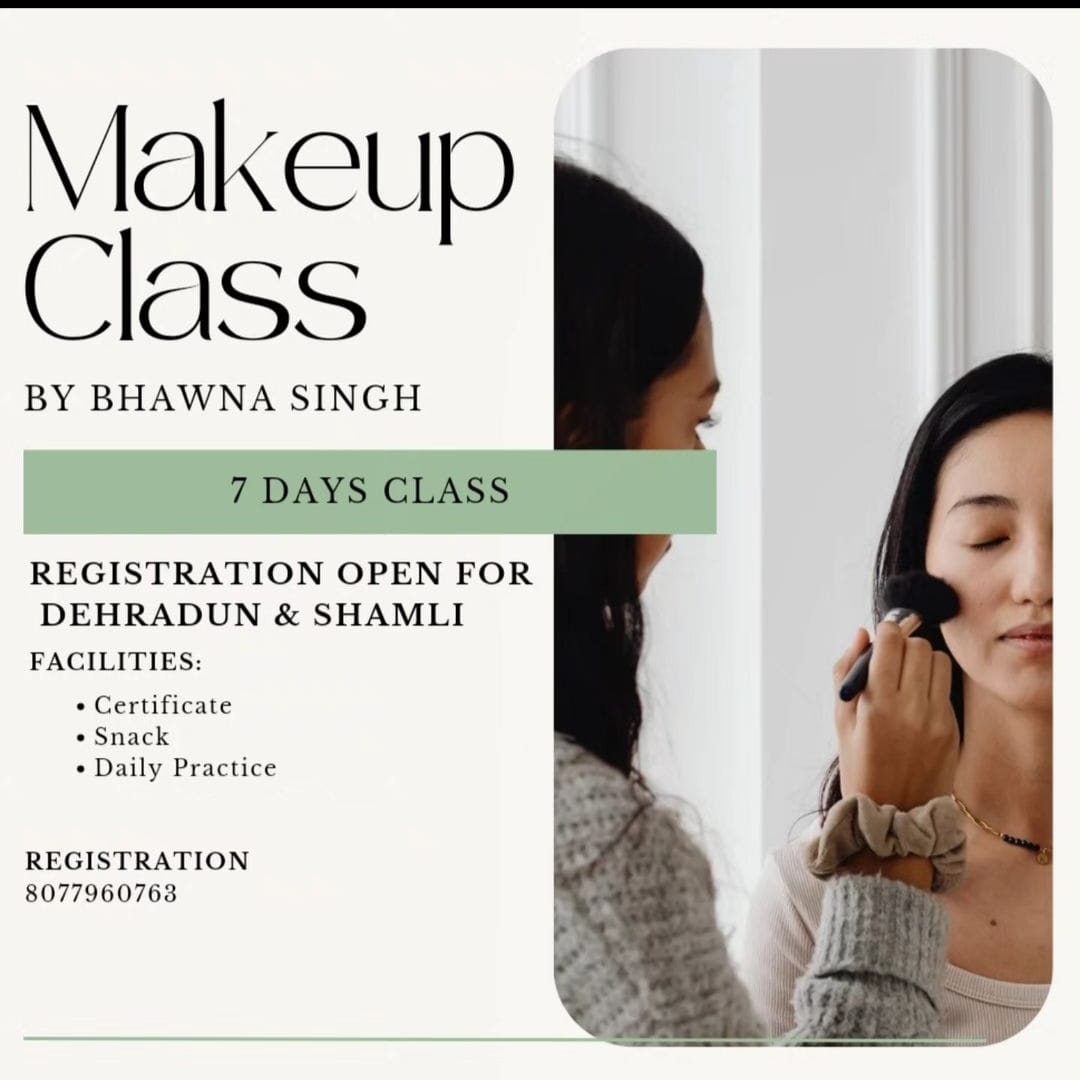 Makeup
Class
BY BHAWNA SINGH
7 DAYS CLASS
REGISTRATION OPEN FOR
DEHRADUN & SHAMLI
FACILITIES:
• Certificate
• Snack
• Daily Practice
REGISTRATION
8077960763